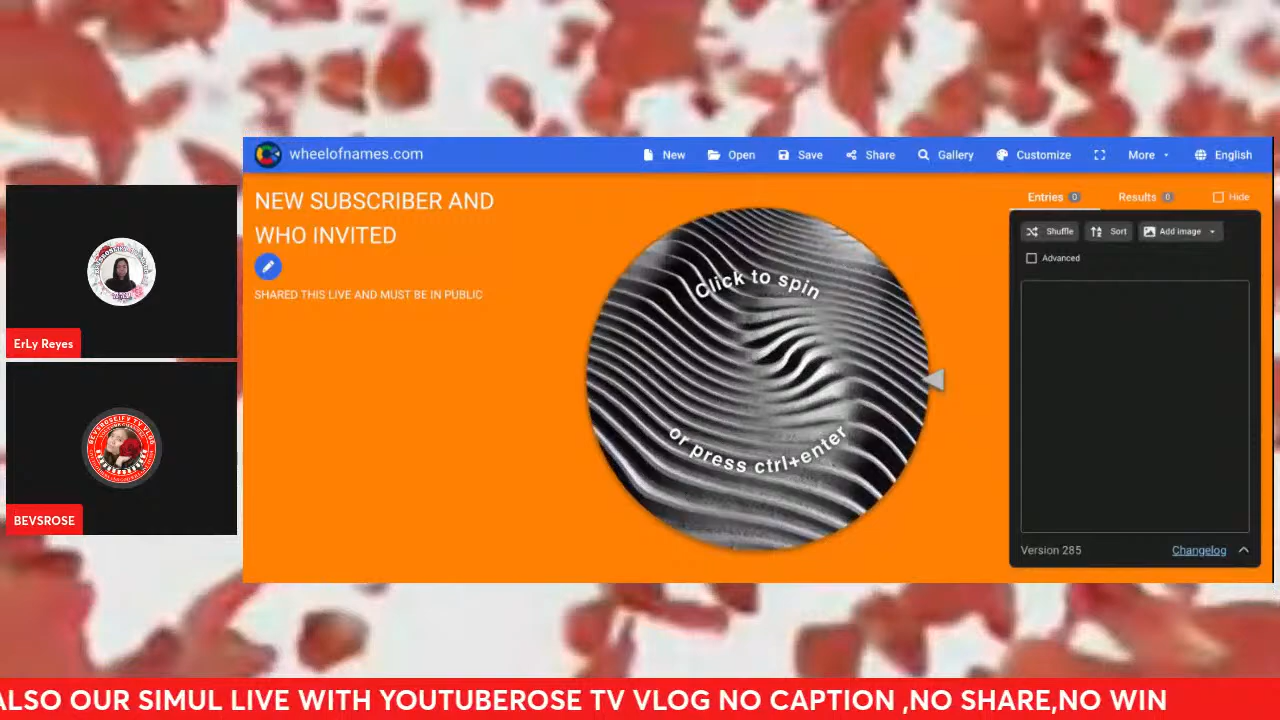 wheelofnames.com
New
Open
Save
Share
Gallery
Customize
More
English
NEW SUBSCRIBER AND
WHO INVITED
SHARED THIS LIVE AND MUST BE IN PUBLIC
Click to spin
or press ctrl+enter
Entries 0
Results 0
Hide
Shuffle
Sort
Add image
Advanced
Version 285
Changelog
ErLy Reyes
BEVSROSEIFY TV VLOG
BEVSROSE
ALSO OUR SIMUL LIVE WITH YOUTUBEROSE TV VLOG NO CAPTION ,NO SHARE,NO WIN